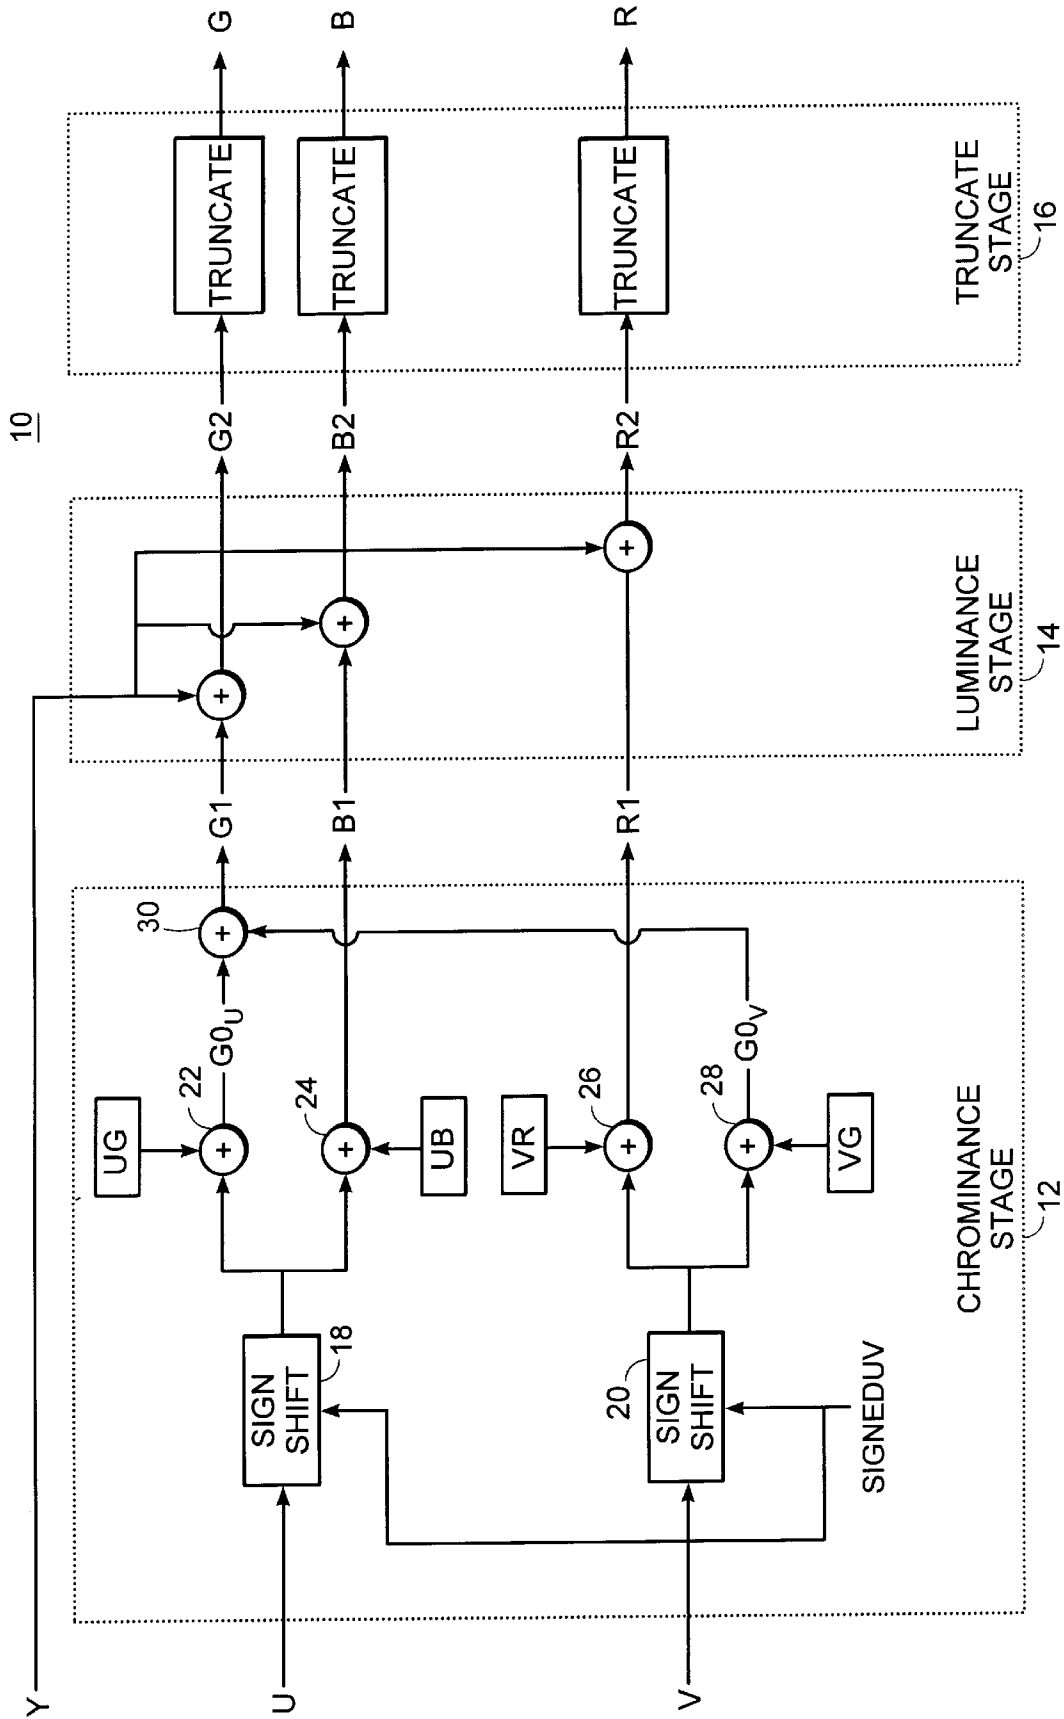 10
Y
U
V
SIGN
SHIFT
18
SIGN
SHIFT
20
SIGNEDUV
UG
+
22
G0U
+
30
G1
+
24
UB
B1
VR
+
26
R1
+
28
VG
G0V
CHROMINANCE
STAGE
12
+
G2
+
B2
+
R2
LUMINANCE
STAGE
14
TRUNCATE
G
TRUNCATE
B
TRUNCATE
R
TRUNCATE
STAGE
16